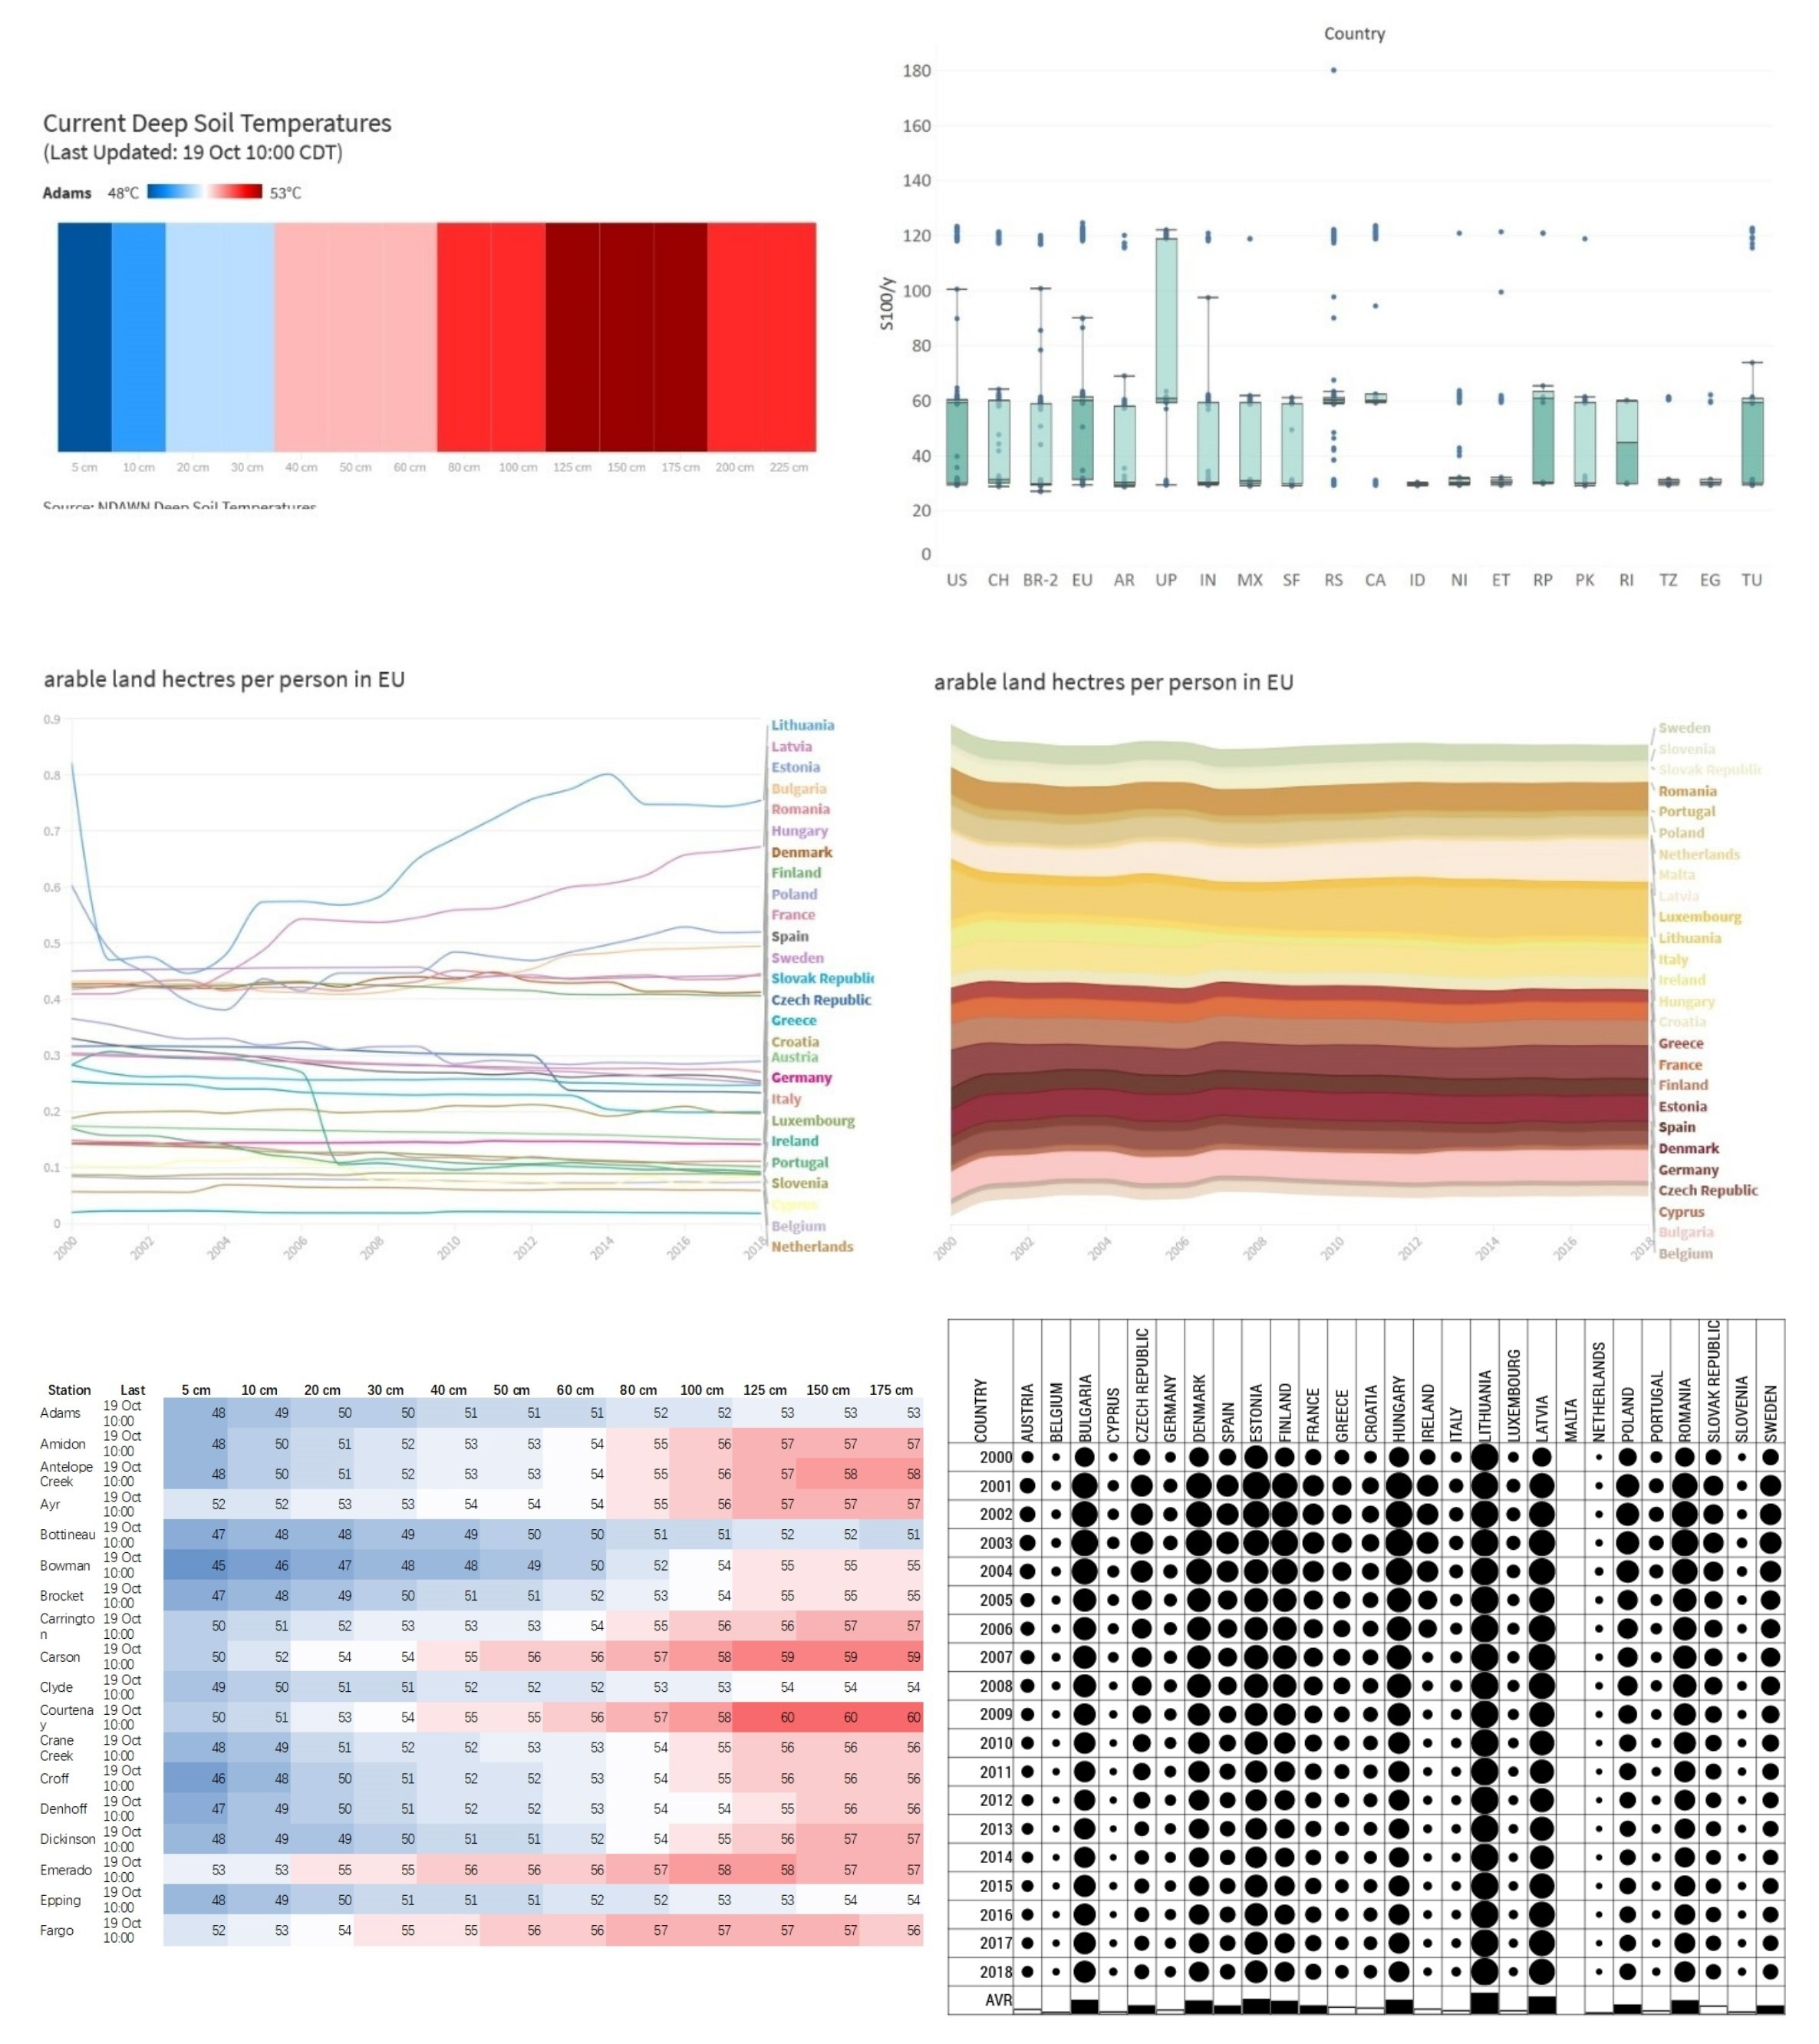 Current Deep Soil Temperatures
(Last Updated: 19 Oct 10:00 CDT)
Adams 48°C 53°C
5 cm 10 cm 20 cm 30 cm 40 cm 50 cm 60 cm 80 cm 100 cm 125 cm 150 cm 175 cm 200 cm 225 cm
Source: NDAWN Deep Soil Temperatures
Country
180
160
140
120
100
80
60
40
20
0
S100/y
US CH BR-2 EU AR UP IN MX SF RS CA ID NI ET RP PK RI TZ EG TU
arable land hectres per person in EU
0.9
0.8
0.7
0.6
0.5
0.4
0.3
0.2
0.1
0
2000 2002 2004 2006 2008 2010 2012 2014 2016 2018
Lithuania
Latvia
Estonia
Bulgaria
Romania
Hungary
Denmark
Finland
Poland
France
Spain
Sweden
Slovak Republic
Czech Republic
Greece
Croatia
Austria
Germany
Italy
Luxembourg
Ireland
Portugal
Slovenia
Cyprus
Belgium
Netherlands
arable land hectres per person in EU
2000 2002 2004 2006 2008 2010 2012 2014 2016 2018
Sweden
Slovenia
Slovak Republic
Romania
Portugal
Poland
Netherlands
Malta
Latvia
Luxembourg
Lithuania
Italy
Ireland
Hungary
Croatia
Greece
France
Finland
Estonia
Spain
Denmark
Germany
Czech Republic
Cyprus
Bulgaria
Belgium
Station Last 5 cm 10 cm 20 cm 30 cm 40 cm 50 cm 60 cm 80 cm 100 cm 125 cm 150 cm 175 cm
Adams 19 Oct 10:00 48 49 50 50 51 51 51 52 52 53 53 53
Amidon 19 Oct 10:00 48 50 51 52 53 53 54 55 56 57 57 57
Antelope Creek 19 Oct 10:00 48 50 51 52 53 53 54 55 56 57 58 58
Ayr 19 Oct 10:00 52 52 53 53 54 54 54 55 56 57 57 57
Bottineau 19 Oct 10:00 47 48 48 49 49 50 50 51 51 52 52 51
Bowman 19 Oct 10:00 45 46 47 48 48 49 50 52 54 55 55 55
Brocket 19 Oct 10:00 47 48 49 50 51 51 52 53 54 55 55 55
Carrington 19 Oct 10:00 50 51 52 53 53 53 54 55 56 56 57 57
Carson 19 Oct 10:00 50 52 54 54 55 56 56 57 58 59 59 59
Clyde 19 Oct 10:00 49 50 51 51 52 52 52 53 53 54 54 54
Courtenay 19 Oct 10:00 50 51 53 54 55 55 56 57 58 60 60 60
Crane Creek 19 Oct 10:00 48 49 51 52 52 53 53 54 55 56 56 56
Croff 19 Oct 10:00 46 48 50 51 52 52 53 54 55 56 56 56
Denhoff 19 Oct 10:00 47 49 50 51 52 52 53 54 54 55 56 56
Dickinson 19 Oct 10:00 48 49 49 50 51 51 52 54 55 56 57 57
Emerado 19 Oct 10:00 53 53 55 55 56 56 56 57 58 58 57 57
Epping 19 Oct 10:00 48 49 50 51 51 51 52 52 53 53 54 54
Fargo 19 Oct 10:00 52 53 54 55 55 56 56 57 57 57 57 56
COUNTRY AUSTRIA BELGIUM BULGARIA CYPRUS CZECH REPUBLIC GERMANY DENMARK SPAIN ESTONIA FINLAND FRANCE GREECE CROATIA HUNGARY IRELAND ITALY LITHUANIA LUXEMBOURG LATVIA MALTA NETHERLANDS POLAND PORTUGAL ROMANIA SLOVAK REPUBLIC SLOVENIA SWEDEN
2000
2001
2002
2003
2004
2005
2006
2007
2008
2009
2010
2011
2012
2013
2014
2015
2016
2017
2018
AVR